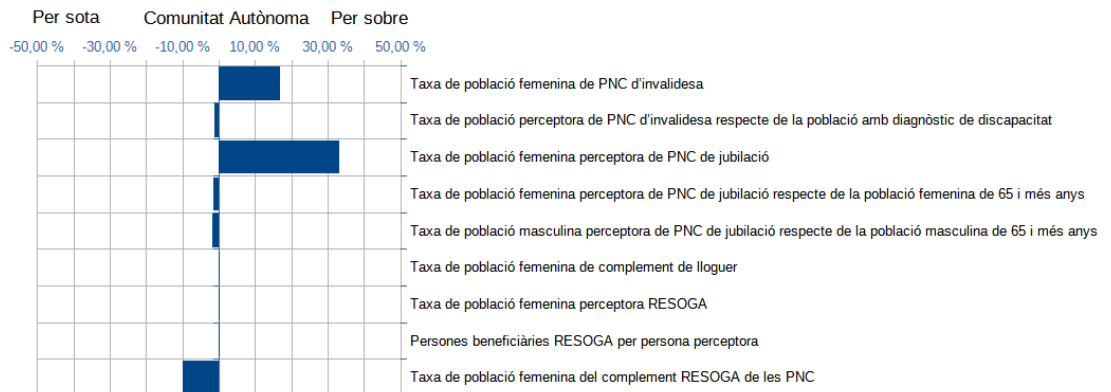 Per sota Comunitat Autònoma Per sobre
-50,00 % -30,00 % -10,00 % 10,00 % 30,00 % 50,00 %
Taxa de població femenina de PNC d'invalidesa
Taxa de població perceptora de PNC d'invalidesa respecte de la població amb diagnòstic de discapacitat
Taxa de població femenina perceptora de PNC de jubilació
Taxa de població femenina perceptora de PNC de jubilació respecte de la població femenina de 65 i més anys
Taxa de població masculina perceptora de PNC de jubilació respecte de la població masculina de 65 i més anys
Taxa de població femenina de complement de lloguer
Taxa de població femenina perceptora RESOGA
Persones beneficiàries RESOGA per persona perceptora
Taxa de població femenina del complement RESOGA de les PNC